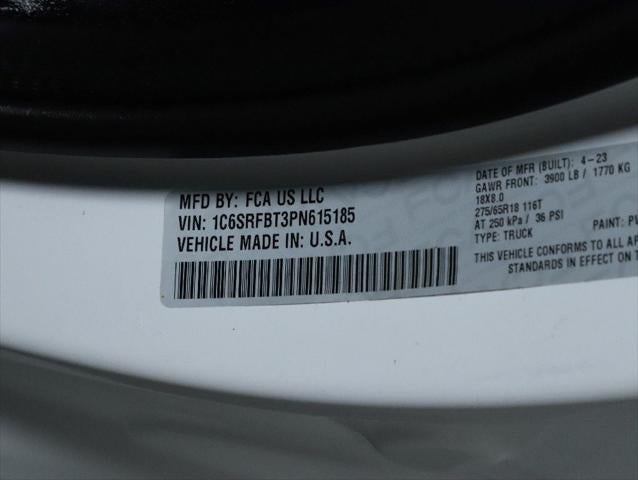 MFD BY: FCA US LLC
VIN: 1C6SRFBT3PN615185
VEHICLE MADE IN: U.S.A.
DATE OF MFR (BUILT): 4-23
GAWR FRONT: 3900 LB / 1770 KG
18X8.0
275/65R18 116T
AT 250 kPa / 36 PSI
TYPE: TRUCK
PAINT:
THIS VEHICLE CONFORMS TO ALL
STANDARDS IN EFFECT ON